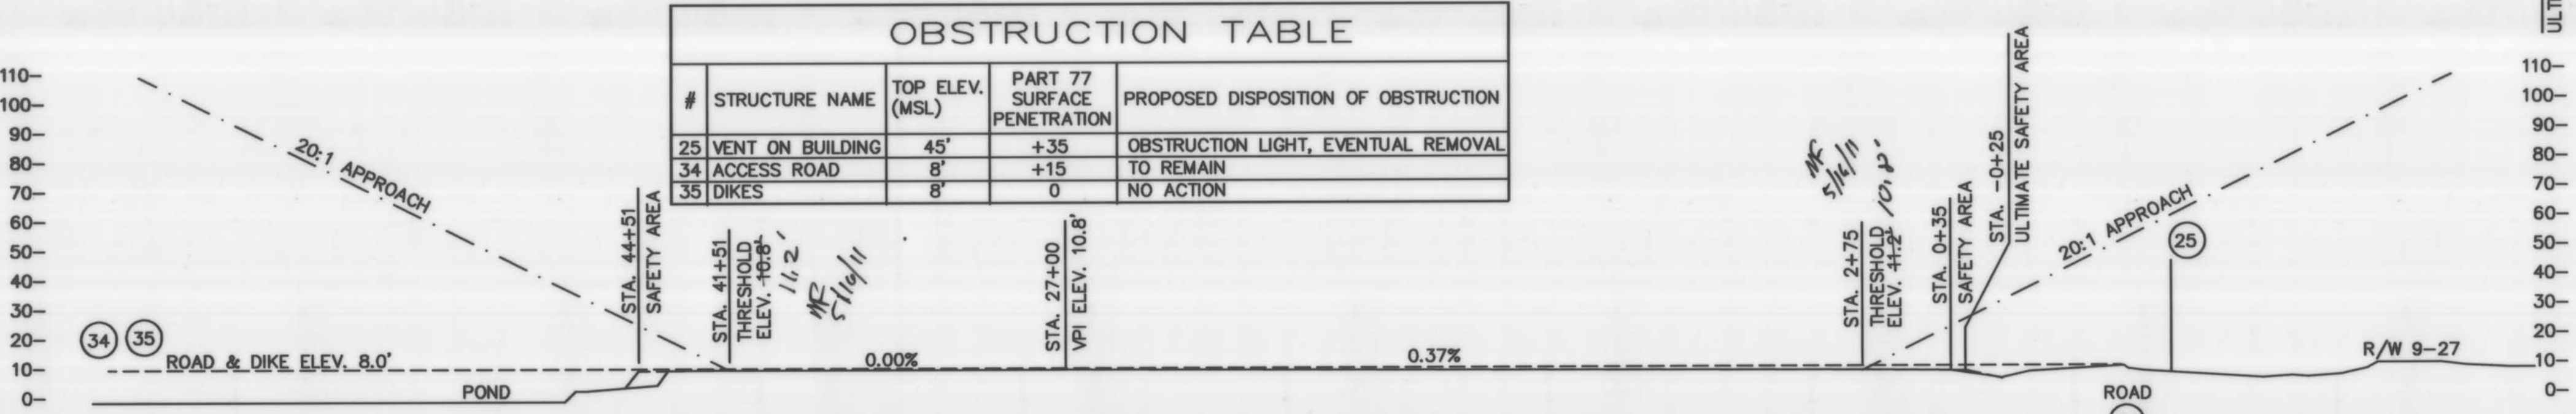 OBSTRUCTION TABLE
# STRUCTURE NAME TOP ELEV. (MSL) PART 77 SURFACE PENETRATION PROPOSED DISPOSITION OF OBSTRUCTION
25 VENT ON BUILDING 45' +35 OBSTRUCTION LIGHT, EVENTUAL REMOVAL
34 ACCESS ROAD 8' +15 TO REMAIN
35 DIKES 8' 0 NO ACTION
110-
100-
90-
80-
70-
60-
50-
40-
30-
20-
10-
0-
20:1 APPROACH
34 35
ROAD & DIKE ELEV. 8.0'
POND
STA. 44+51
SAFETY AREA
STA. 41+51
THRESHOLD
ELEV. 10.8'
11.2'
5/16/11
0.00%
STA. 27+00
VPI ELEV. 10.8'
0.37%
5/16/11
STA. 2+75
THRESHOLD
ELEV. 11.2'
10.8'
STA. 0+35
SAFETY AREA
STA. -0+25
ULTIMATE SAFETY AREA
20:1 APPROACH
25
R/W 9-27
ROAD
110-
100-
90-
80-
70-
60-
50-
40-
30-
20-
10-
0-